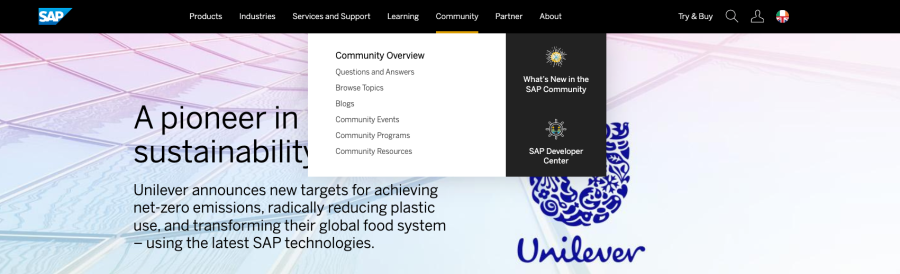 SAP
Products Industries Services and Support Learning Community Partner About Try & Buy
Community Overview
Questions and Answers
Browse Topics
Blogs
Community Events
Community Programs
Community Resources
What's New in the
SAP Community
SAP Developer
Center
A pioneer in
sustainability
Unilever announces new targets for achieving
net-zero emissions, radically reducing plastic
use, and transforming their global food system
– using the latest SAP technologies.
Unilever